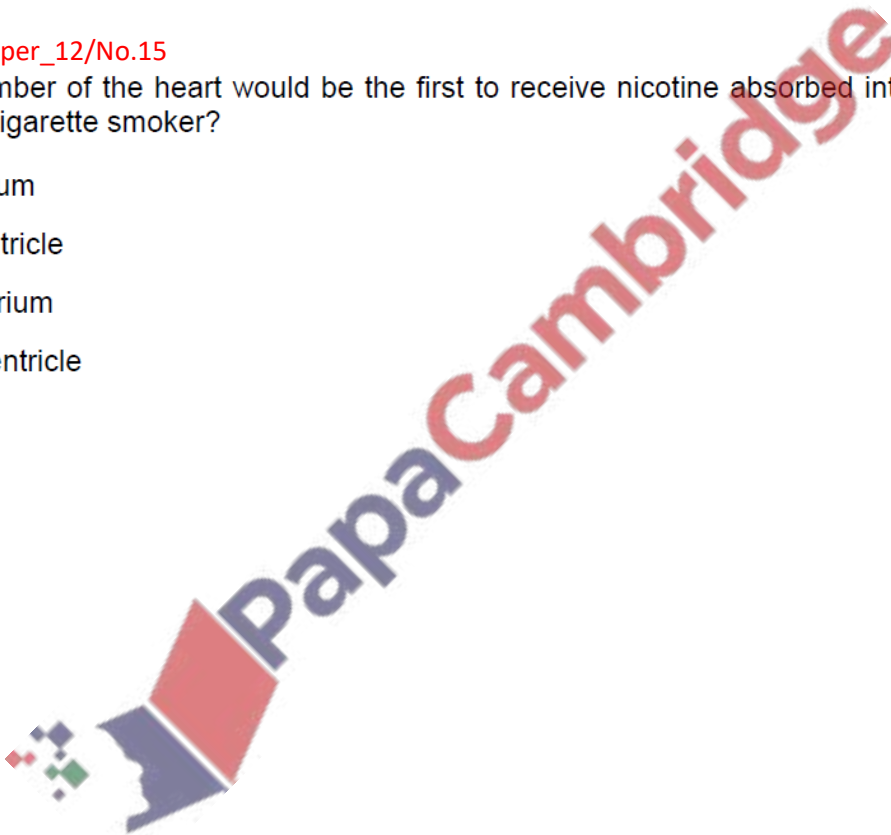 per_12/No.15
mber of the heart would be the first to receive nicotine absorbed int
igarette smoker?
um
tricle
rium
entricle
PapaCambridge